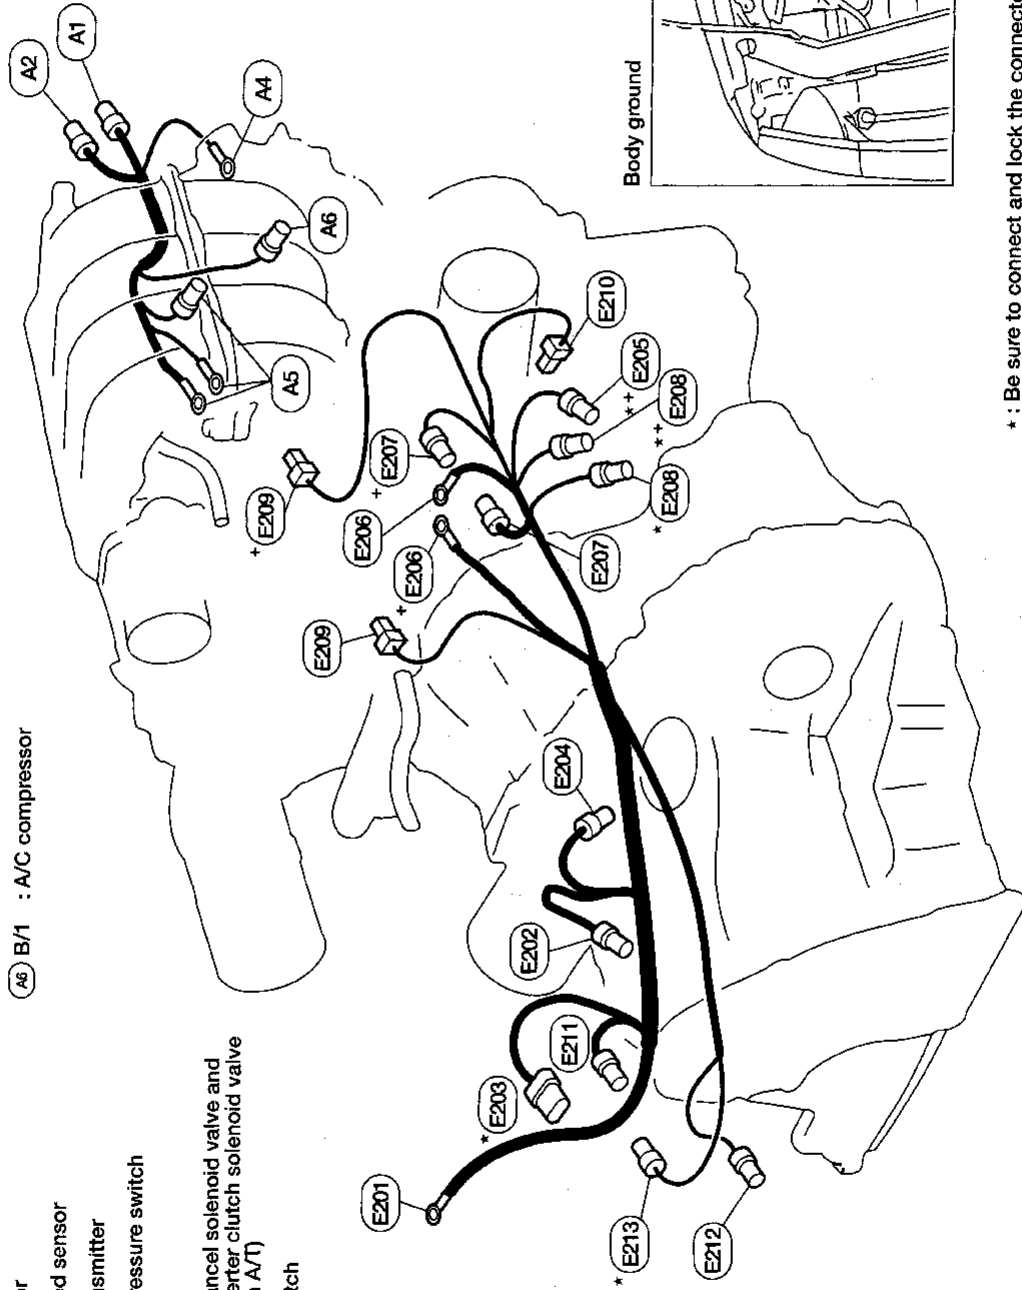 A6 B/1 : A/C compressor
d sensor
smitter
essure switch
ncel solenoid valve and
erter clutch solenoid valve
A/T)
tch
A2
A1
A4
A6
A5
Body ground
E210
+ E209
+ E207
E206
+ E206
*+ E205
*+ E208
* E208
E207
E209
E204
E202
E211
* E203
E201
* E213
E212
* : Be sure to connect and lock the connecto